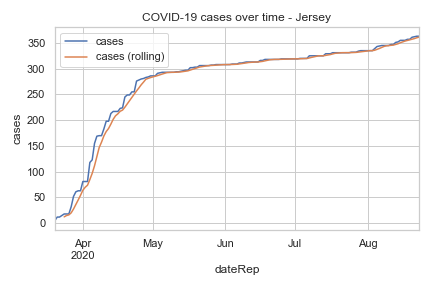 COVID-19 cases over time - Jersey
cases
cases (rolling)
350
300
250
200
150
100
50
0
cases
Apr
2020
May
Jun
Jul
Aug
dateRep